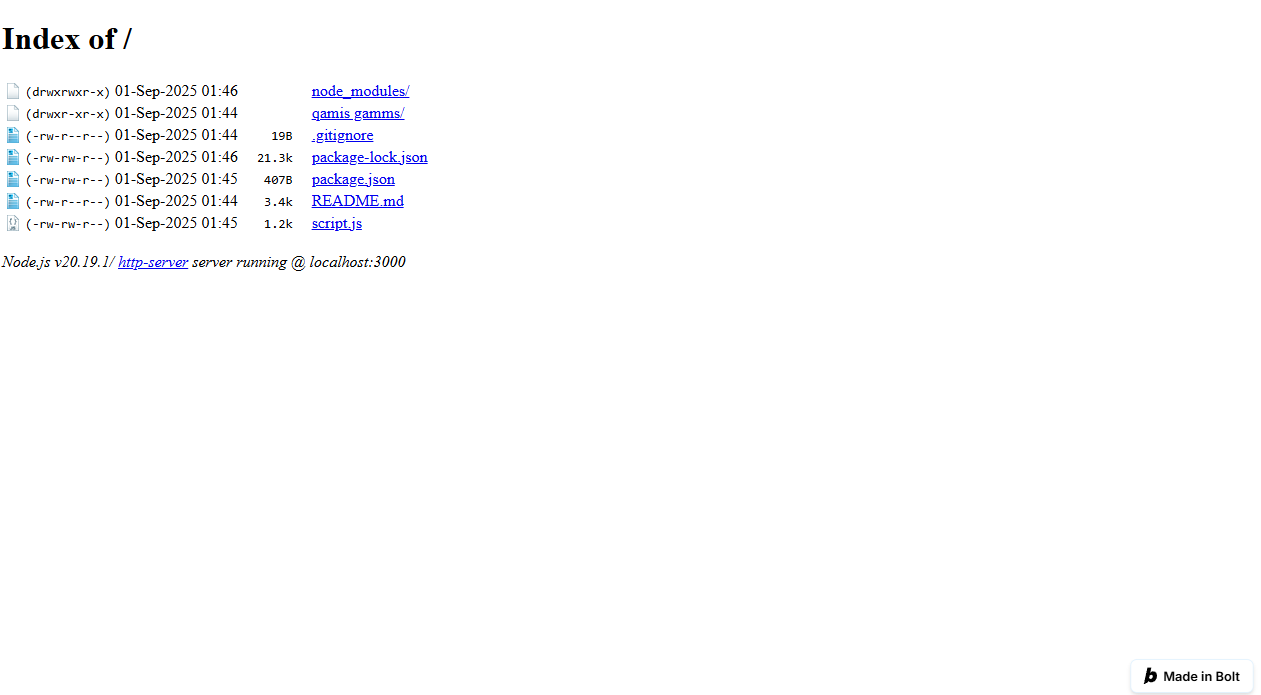 Index of /
(drwxrwxr-x) 01-Sep-2025 01:46 node_modules/
(drwxr-xr-x) 01-Sep-2025 01:44 qamis gamms/
(-rw-r--r--) 01-Sep-2025 01:44 19B .gitignore
(-rw-rw-r--) 01-Sep-2025 01:46 21.3k package-lock.json
(-rw-rw-r--) 01-Sep-2025 01:45 407B package.json
(-rw-r--r--) 01-Sep-2025 01:44 3.4k README.md
(-rw-rw-r--) 01-Sep-2025 01:45 1.2k script.js
Node.js v20.19.1/ http-server server running @ localhost:3000
b Made in Bolt